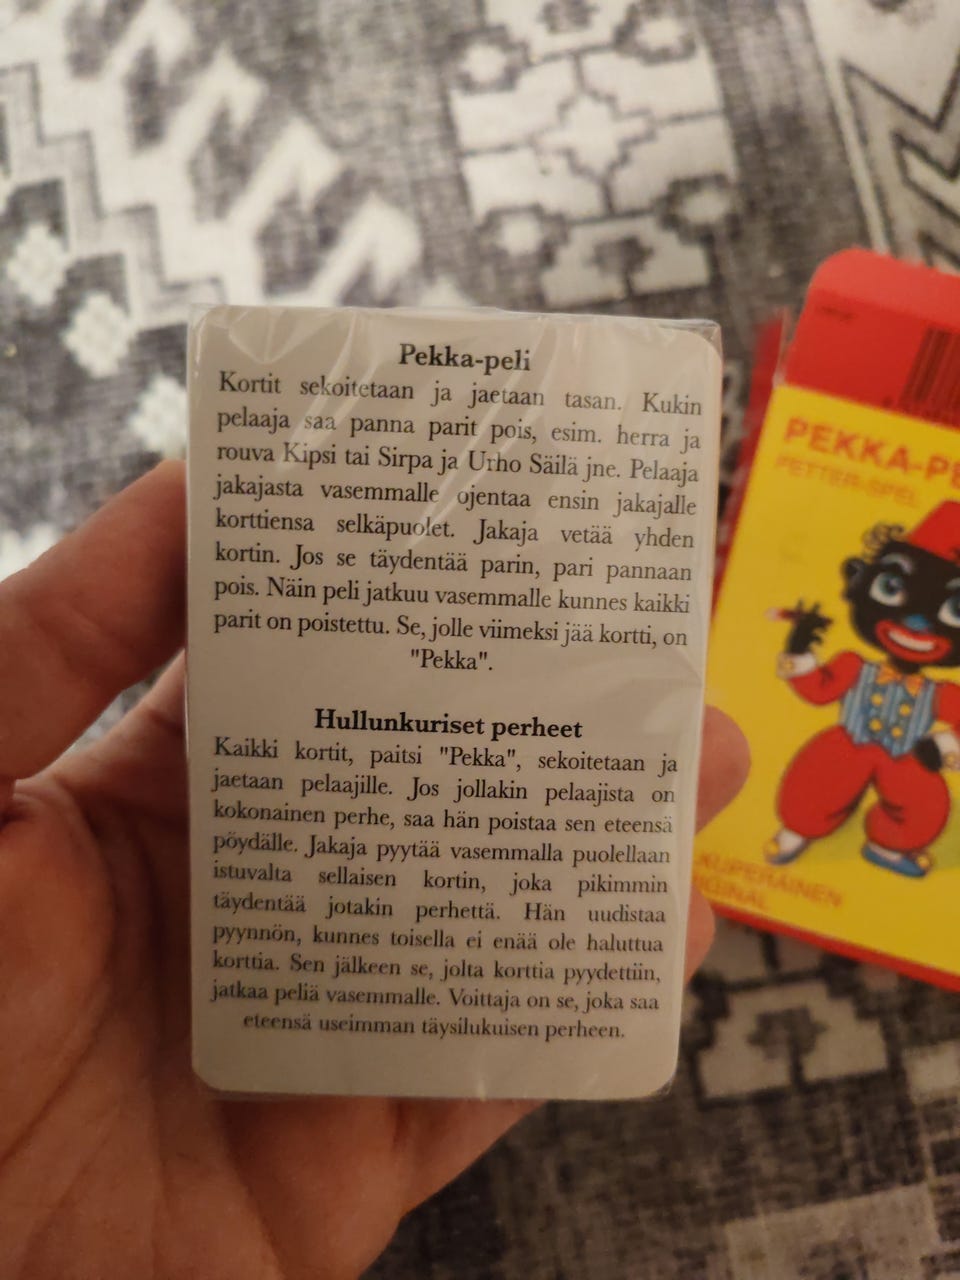 Pekka-peli
Kortit sekoitetaan ja jaetaan tasan. Kukin
pelaaja saa panna parit pois, esim. herra ja
rouva Kipsi tai Sirpa ja Urho Säilä jne. Pelaaja
jakajasta vasemmalle ojentaa ensin jakajalle
korttiensa selkäpuolet. Jakaja vetää yhden
kortin. Jos se täydentää parin, pari pannaan
pois. Näin peli jatkuu vasemmalle kunnes kaikki
parit on poistettu. Se, jolle viimeksi jää kortti, on
"Pekka".
Hullunkuriset perheet
Kaikki kortit, paitsi "Pekka", sekoitetaan ja
jaetaan pelaajille. Jos jollakin pelaajista on
kokonainen perhe, saa hän poistaa sen eteensä
pöydälle. Jakaja pyytää vasemmalla puolellaan
istuvalta sellaisen kortin, joka pikimmin
täydentää jotakin perhettä. Hän uudistaa
pyynnön, kunnes toisella ei enää ole haluttua
korttia. Sen jälkeen se, jolta korttia pyydettiin,
jatkaa peliä vasemmalle. Voittaja on se, joka saa
eteensä useimman täysilukuisen perheen.
PEKKA-PE
PETTER-SPEL
KUPERÄINEN
GINAL